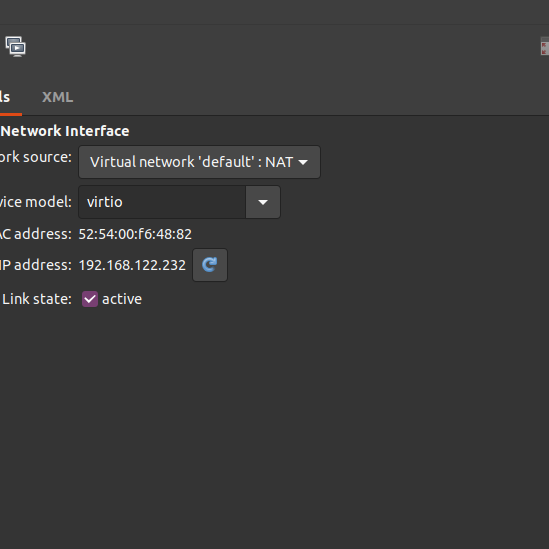 ls XML
Network Interface
ork source: Virtual network 'default' : NAT
vice model: virtio
AC address: 52:54:00:f6:48:82
IP address: 192.168.122.232
Link state: active